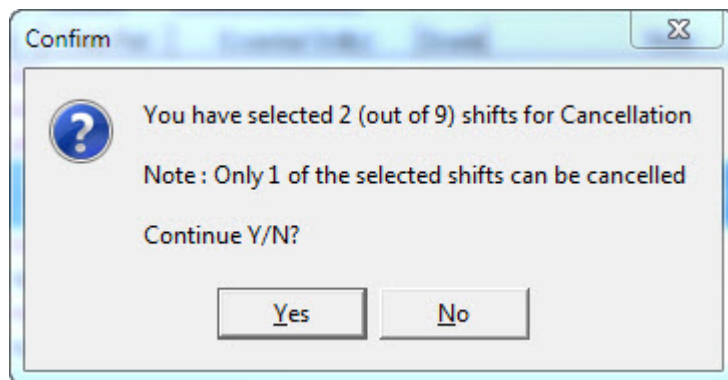 Confirm
You have selected 2 (out of 9) shifts for Cancellation
Note : Only 1 of the selected shifts can be cancelled
Continue Y/N?
Yes
No